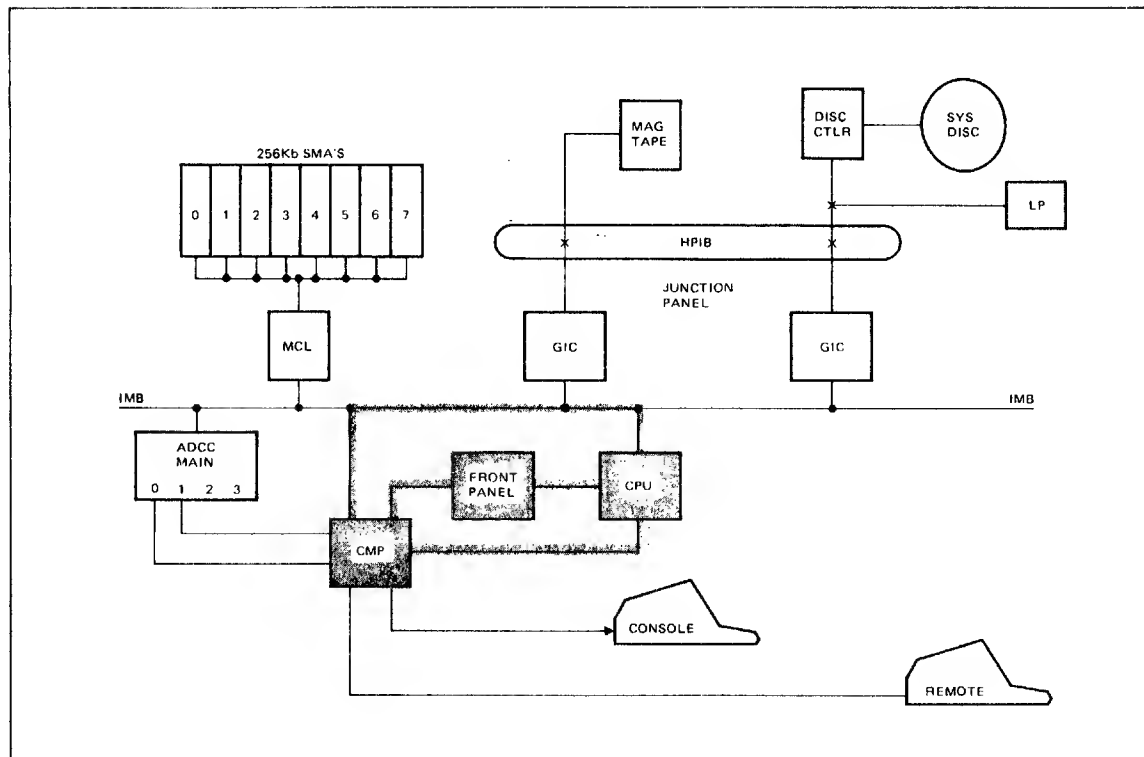 MAG
TAPE
DISC
CTLR
SYS
DISC
256Kb SMA'S
0 1 2 3 4 5 6 7
LP
HPIB
JUNCTION
PANEL
MCL
GIC
GIC
IMB
IMB
ADCC
MAIN
0 1 2 3
FRONT
PANEL
CPU
CMP
CONSOLE
REMOTE